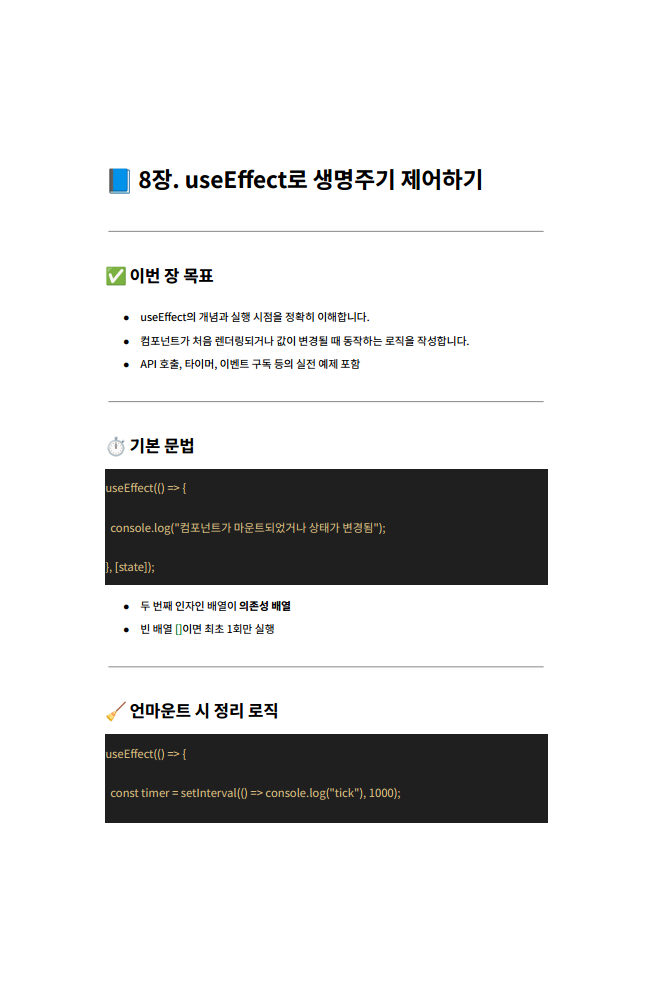 📘 8장. useEffect로 생명주기 제어하기
✅ 이번 장 목표
● useEffect의 개념과 실행 시점을 정확히 이해합니다.
● 컴포넌트가 처음 렌더링되거나 값이 변경될 때 동작하는 로직을 작성합니다.
● API 호출, 타이머, 이벤트 구독 등의 실전 예제 포함
⏱️ 기본 문법
useEffect(() => {
console.log("컴포넌트가 마운트되었거나 상태가 변경됨");
}, [state]);
● 두 번째 인자인 배열이 의존성 배열
● 빈 배열 []이면 최초 1회만 실행
🧹 언마운트 시 정리 로직
useEffect(() => {
const timer = setInterval(() => console.log("tick"), 1000);